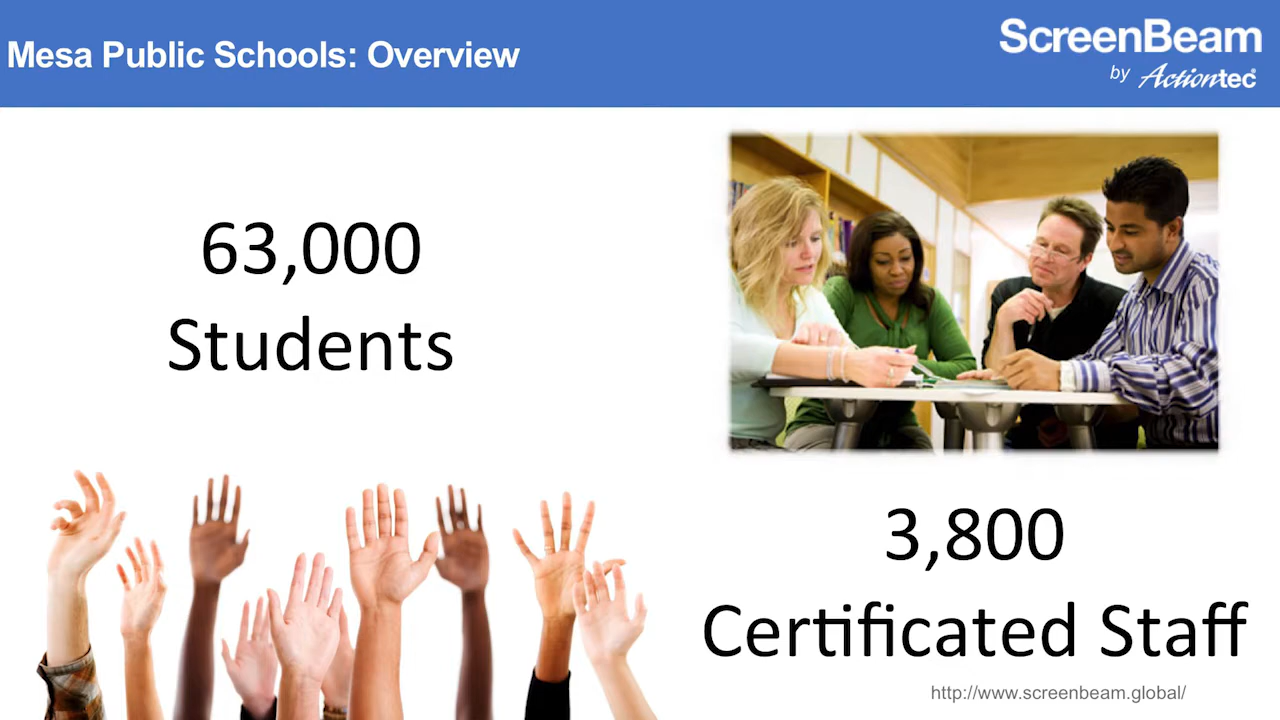 Mesa Public Schools: Overview
ScreenBeam
by Actiontec®
63,000
Students
3,800
Certificated Staff
http://www.screenbeam.global/